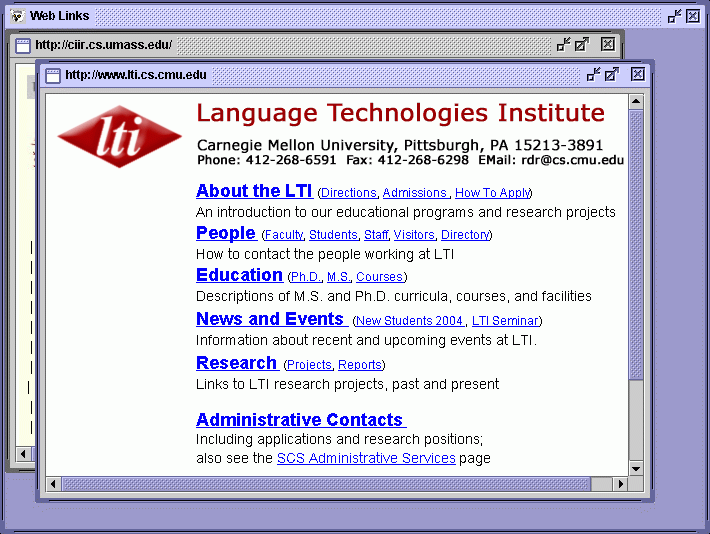 Web Links
http://ciir.cs.umass.edu/
http://www.lti.cs.cmu.edu
lti
Language Technologies Institute
Carnegie Mellon University, Pittsburgh, PA 15213-3891
Phone: 412-268-6591 Fax: 412-268-6298 EMail: rdr@cs.cmu.edu
About the LTI (Directions, Admissions , How To Apply)
An introduction to our educational programs and research projects
People (Faculty, Students, Staff, Visitors, Directory)
How to contact the people working at LTI
Education (Ph.D., M.S., Courses)
Descriptions of M.S. and Ph.D. curricula, courses, and facilities
News and Events (New Students 2004 , LTI Seminar)
Information about recent and upcoming events at LTI.
Research (Projects, Reports)
Links to LTI research projects, past and present
Administrative Contacts
Including applications and research positions;
also see the SCS Administrative Services page